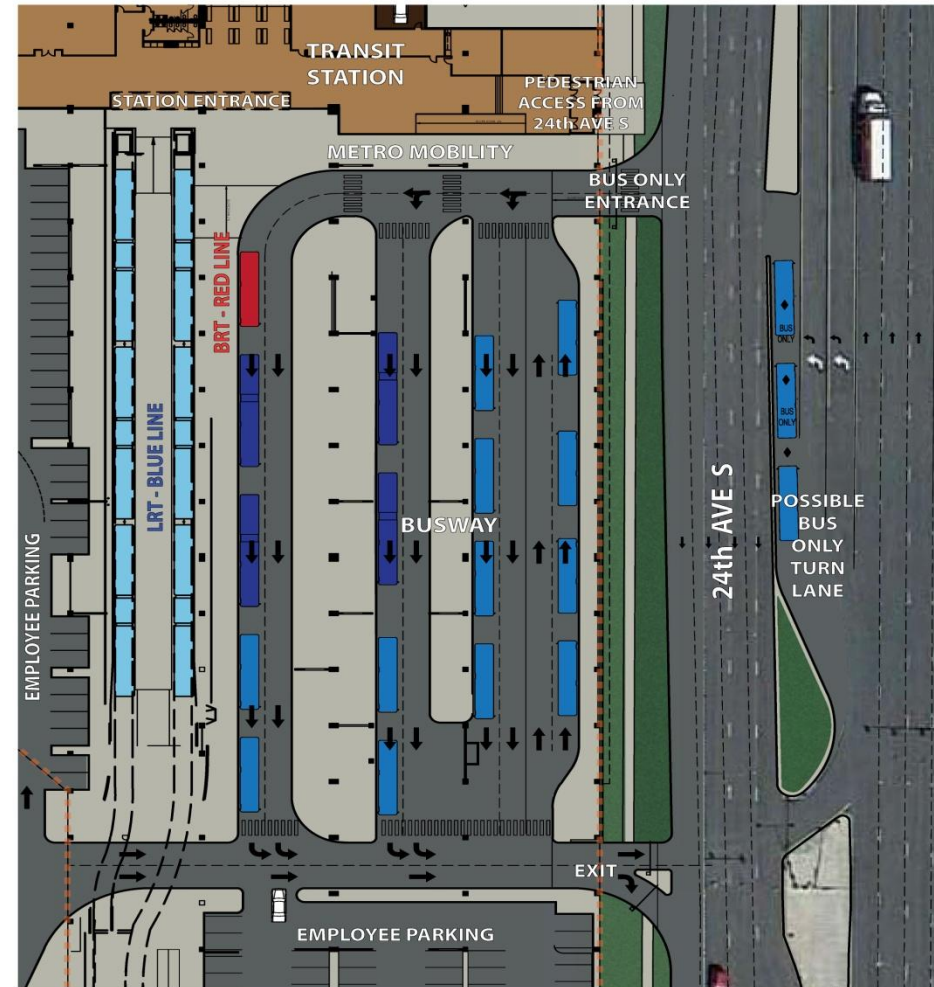 TRANSIT
STATION
PEDESTRIAN
ACCESS FROM
24th AVE S
STATION ENTRANCE
METRO MOBILITY
BUS ONLY
ENTRANCE
BRT - RED LINE
LRT - BLUE LINE
BUSWAY
24th AVE S
BUS
ONLY
BUS
ONLY
POSSIBLE
BUS
ONLY
TURN
LANE
EMPLOYEE PARKING
EXIT
EMPLOYEE PARKING